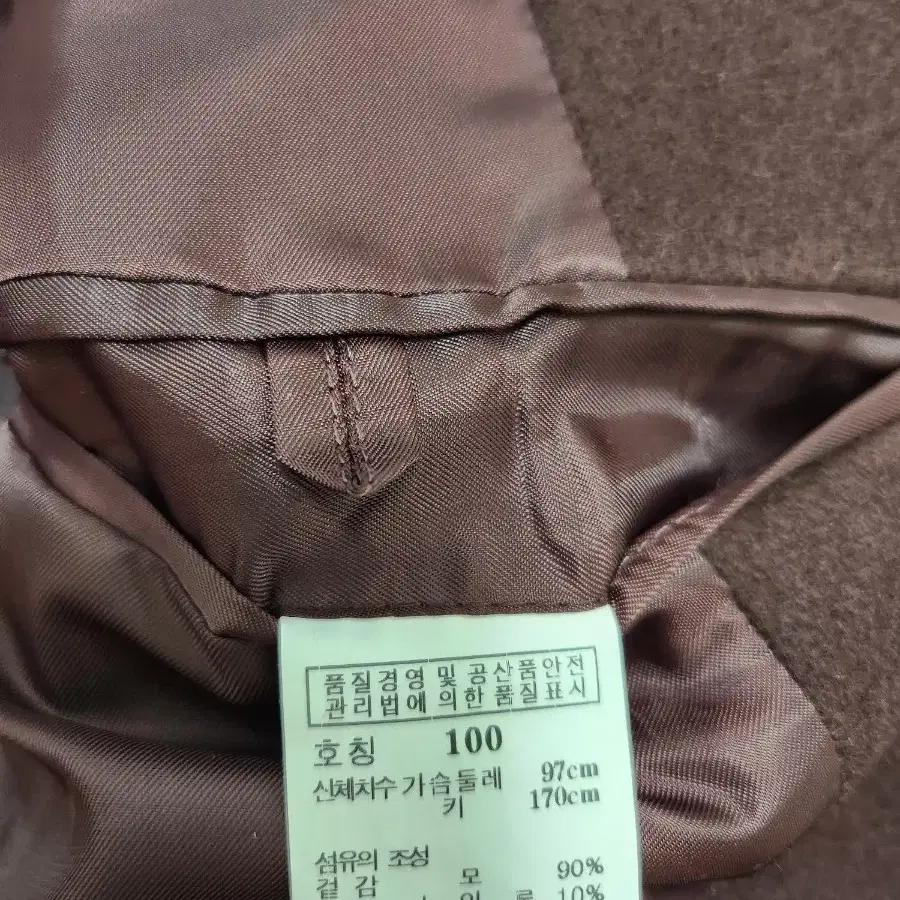 품질경영 및 공산품안전
관리법에 의한 품질표시
호칭 100
신체치수 가슴둘레 97cm
키 170cm
섬유의 조성
겉감 모 90%
10%